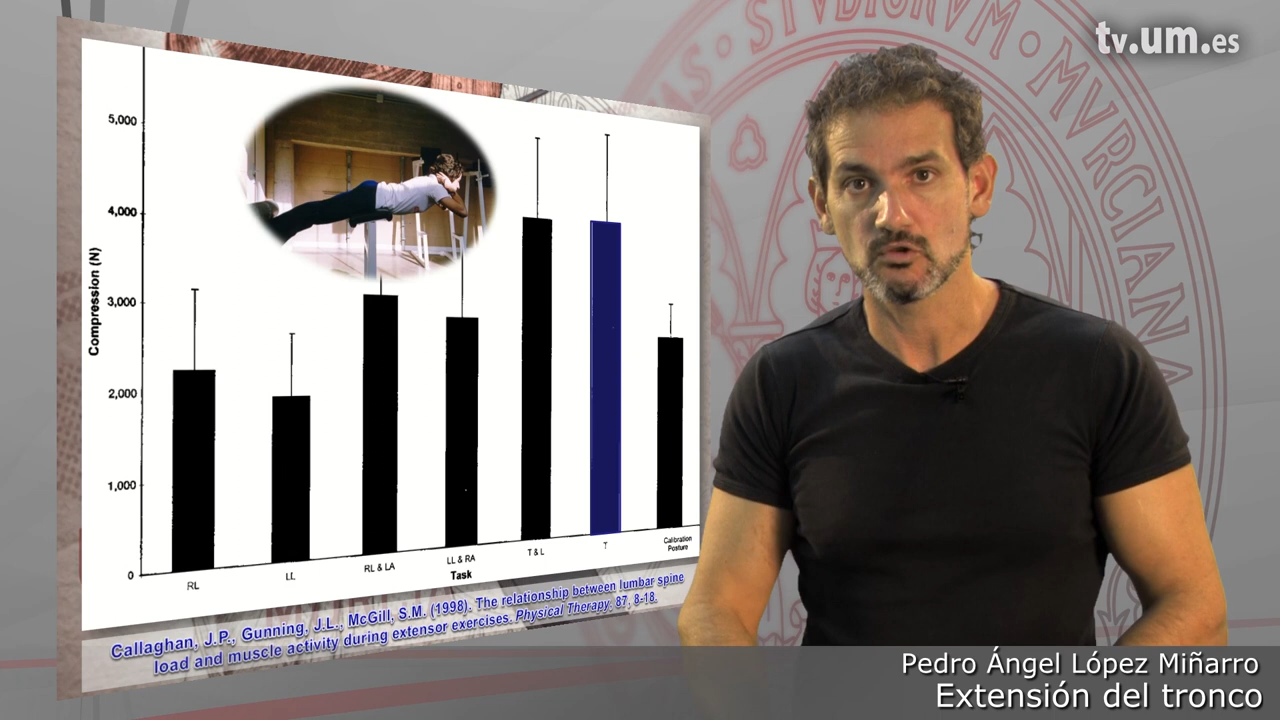 tv.um.es
STVDIORVM
MVRCIANA
5,000
4,000
3,000
2,000
1,000
0
Compression (N)
RL
LL
RL & LA
LL & RA
T & L
T
Calibration
Posture
Task
Callaghan, J.P., Gunning, J.L., McGill, S.M. (1998). The relationship between lumbar spine
load and muscle activity during extensor exercises. Physical Therapy. 87, 8-18.
Pedro Ángel López Miñarro
Extensión del tronco